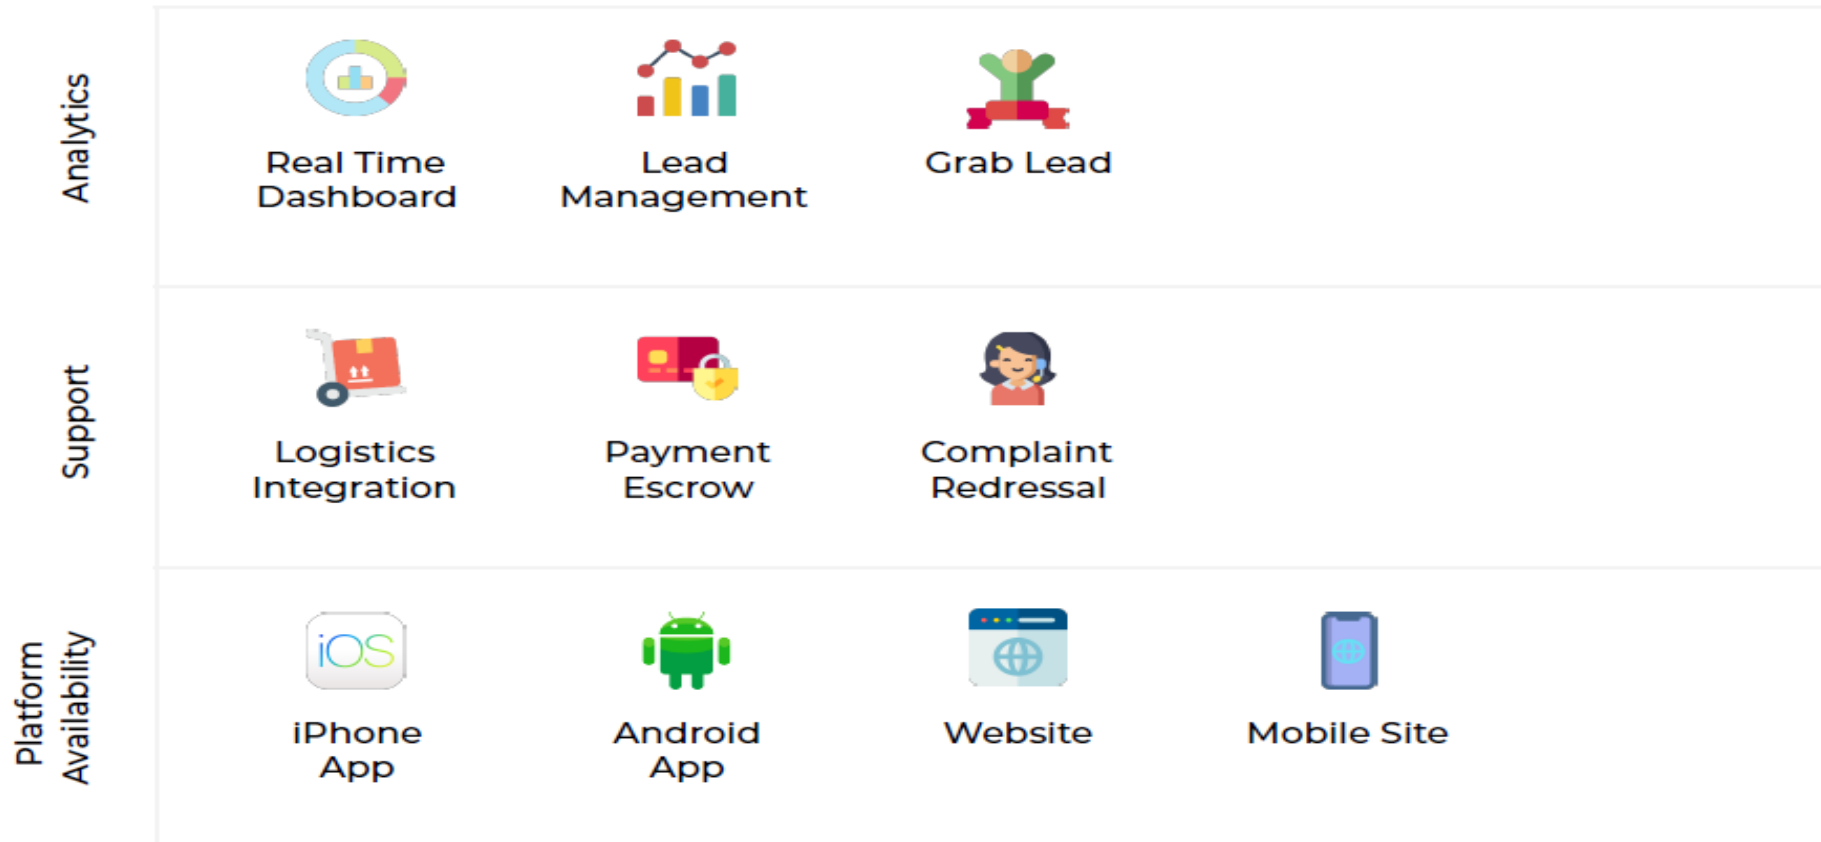 Analytics
Real Time
Dashboard
Lead
Management
Grab Lead
Support
Logistics
Integration
Payment
Escrow
Complaint
Redressal
Platform
Availability
iOS
iPhone
App
Android
App
Website
Mobile Site